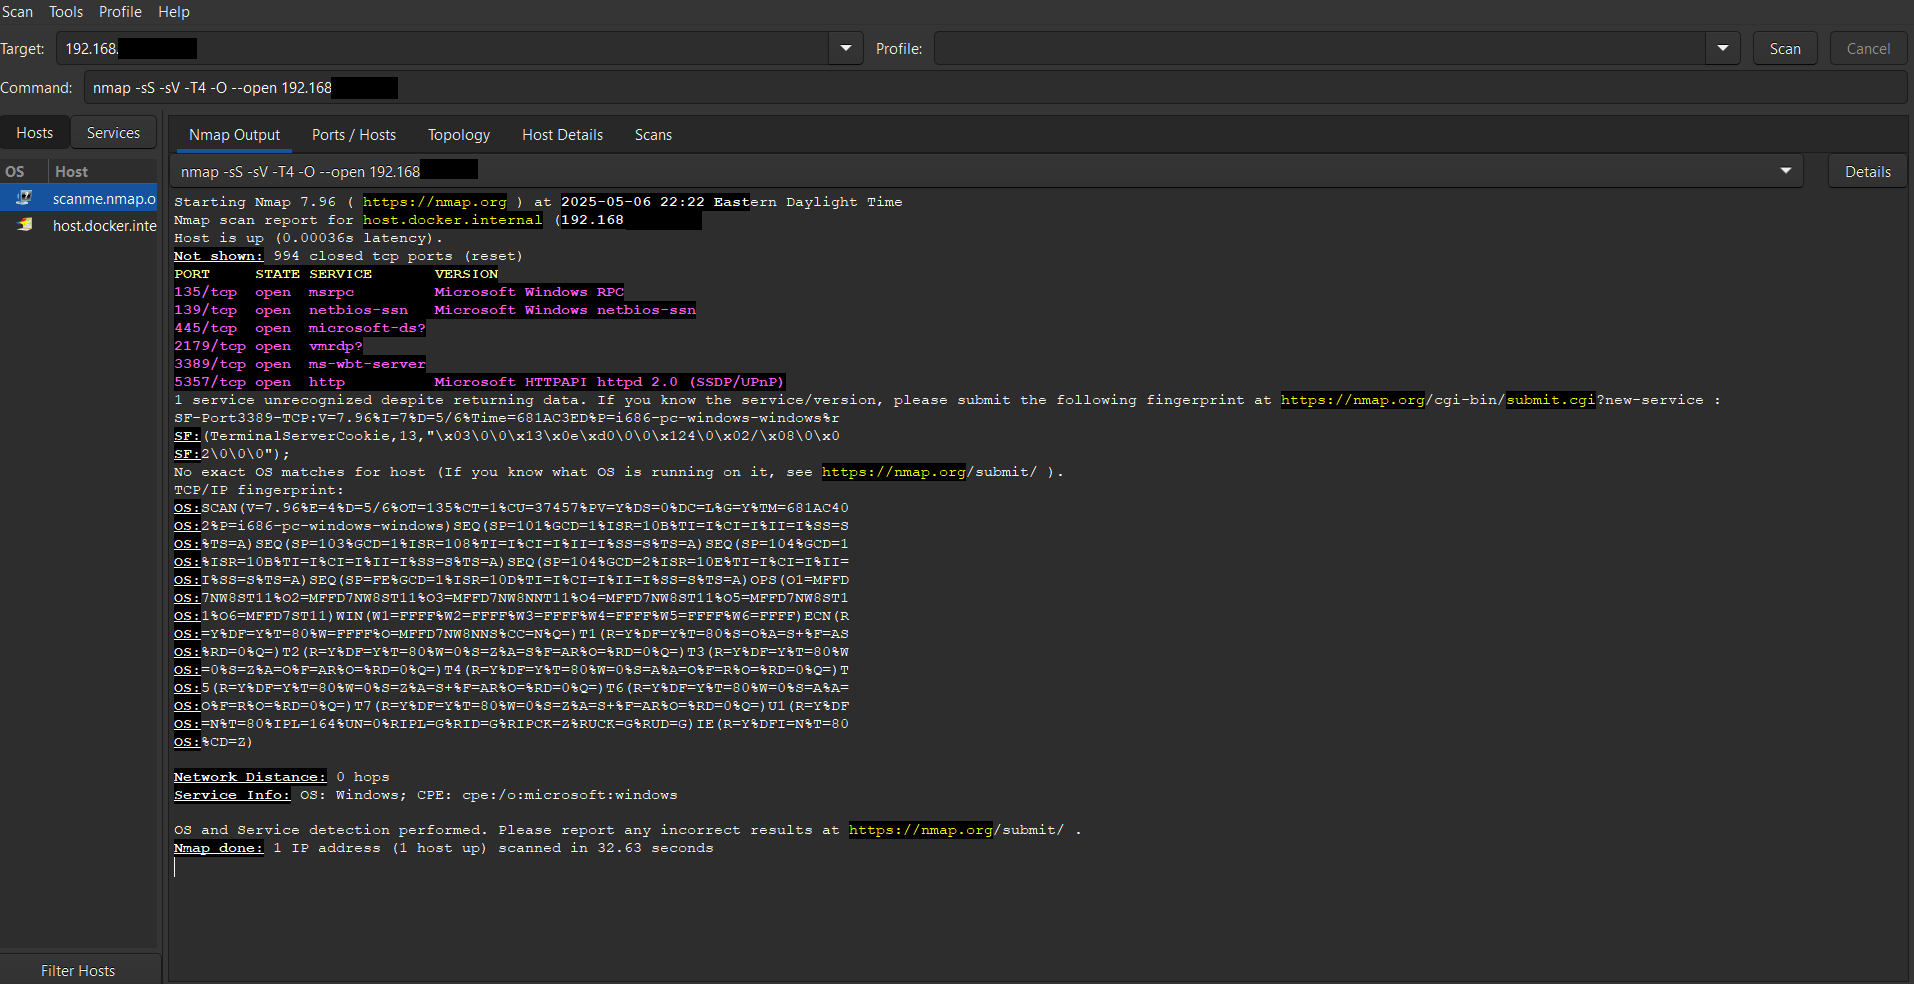 Scan Tools Profile Help
Target: 192.168. Profile: Scan Cancel
Command: nmap -sS -sV -T4 -O --open 192.168
Hosts Services
OS Host
scanme.nmap.o
host.docker.inte
Filter Hosts
Nmap Output Ports / Hosts Topology Host Details Scans
nmap -sS -sV -T4 -O --open 192.168 Details
Starting Nmap 7.96 ( https://nmap.org ) at 2025-05-06 22:22 Eastern Daylight Time
Nmap scan report for host.docker.internal (192.168
Host is up (0.00036s latency).
Not shown: 994 closed tcp ports (reset)
PORT STATE SERVICE VERSION
135/tcp open msrpc Microsoft Windows RPC
139/tcp open netbios-ssn Microsoft Windows netbios-ssn
445/tcp open microsoft-ds?
2179/tcp open vmrdp?
3389/tcp open ms-wbt-server
5357/tcp open http Microsoft HTTPAPI httpd 2.0 (SSDP/UPnP)
1 service unrecognized despite returning data. If you know the service/version, please submit the following fingerprint at https://nmap.org/cgi-bin/submit.cgi?new-service :
SF-Port3389-TCP:V=7.96%I=7%D=5/6%Time=681AC3ED%P=i686-pc-windows-windows%r
SF:(TerminalServerCookie,13,"\x03\0\0\x13\x0e\xd0\0\0\x124\0\x02/\x08\0\x0
SF:2\0\0\0");
No exact OS matches for host (If you know what OS is running on it, see https://nmap.org/submit/ ).
TCP/IP fingerprint:
OS:SCAN(V=7.96%E=4%D=5/6%OT=135%CT=1%CU=37457%PV=Y%DS=0%DC=L%G=Y%TM=681AC40
OS:2%P=i686-pc-windows-windows)SEQ(SP=101%GCD=1%ISR=10B%TI=I%CI=I%II=I%SS=S
OS:%TS=A)SEQ(SP=103%GCD=1%ISR=108%TI=I%CI=I%II=I%SS=S%TS=A)SEQ(SP=104%GCD=1
OS:%ISR=10B%TI=I%CI=I%II=I%SS=S%TS=A)SEQ(SP=104%GCD=2%ISR=10E%TI=I%CI=I%II=
OS:I%SS=S%TS=A)SEQ(SP=FE%GCD=1%ISR=10D%TI=I%CI=I%II=I%SS=S%TS=A)OPS(O1=MFFD
OS:7NW8ST11%O2=MFFD7NW8ST11%O3=MFFD7NW8NNT11%O4=MFFD7NW8ST11%O5=MFFD7NW8ST1
OS:1%O6=MFFD7ST11)WIN(W1=FFFF%W2=FFFF%W3=FFFF%W4=FFFF%W5=FFFF%W6=FFFF)ECN(R
OS:=Y%DF=Y%T=80%W=FFFF%O=MFFD7NW8NNS%CC=N%Q=)T1(R=Y%DF=Y%T=80%S=O%A=S+%F=AS
OS:%RD=0%Q=)T2(R=Y%DF=Y%T=80%W=0%S=Z%A=S%F=AR%O=%RD=0%Q=)T3(R=Y%DF=Y%T=80%W
OS:=0%S=Z%A=O%F=AR%O=%RD=0%Q=)T4(R=Y%DF=Y%T=80%W=0%S=A%A=O%F=R%O=%RD=0%Q=)T
OS:5(R=Y%DF=Y%T=80%W=0%S=Z%A=S+%F=AR%O=%RD=0%Q=)T6(R=Y%DF=Y%T=80%W=0%S=A%A=
OS:O%F=R%O=%RD=0%Q=)T7(R=Y%DF=Y%T=80%W=0%S=Z%A=S+%F=AR%O=%RD=0%Q=)U1(R=Y%DF
OS:=N%T=80%IPL=164%UN=0%RIPL=G%RID=G%RIPCK=Z%RUCK=G%RUD=G)IE(R=Y%DFI=N%T=80
OS:%CD=Z)
Network Distance: 0 hops
Service Info: OS: Windows; CPE: cpe:/o:microsoft:windows
OS and Service detection performed. Please report any incorrect results at https://nmap.org/submit/ .
Nmap done: 1 IP address (1 host up) scanned in 32.63 seconds